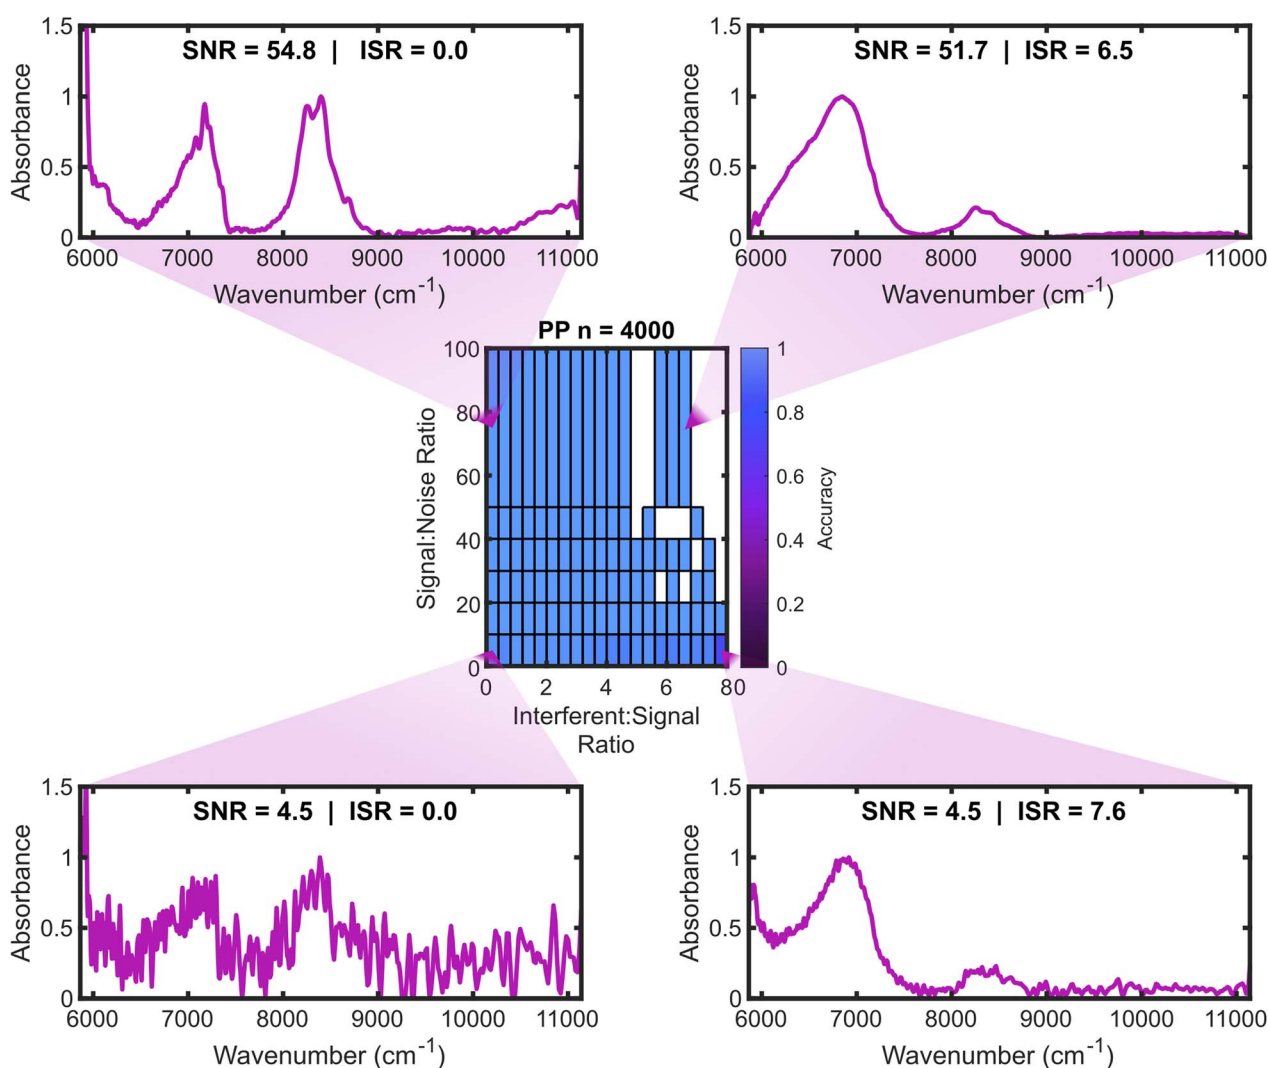 SNR = 54.8 | ISR = 0.0
1.5
1
0.5
0
Absorbance
6000 7000 8000 9000 10000 11000
Wavenumber (cm-1)
SNR = 51.7 | ISR = 6.5
1.5
1
0.5
0
Absorbance
6000 7000 8000 9000 10000 11000
Wavenumber (cm-1)
PP n = 4000
100
80
60
40
20
0
Signal:Noise Ratio
0 2 4 6 80
Interferent:Signal
Ratio
1
0.8
0.6
0.4
0.2
0
Accuracy
SNR = 4.5 | ISR = 0.0
1.5
1
0.5
0
Absorbance
6000 7000 8000 9000 10000 11000
Wavenumber (cm-1)
SNR = 4.5 | ISR = 7.6
1.5
1
0.5
0
Absorbance
6000 7000 8000 9000 10000 11000
Wavenumber (cm-1)